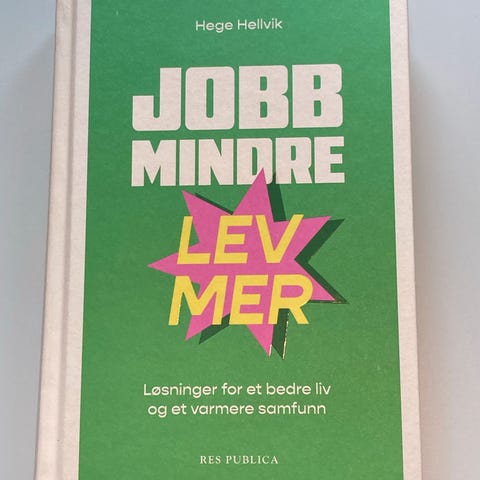 Hege Hellvik
JOBB
MINDRE
LEV
MER
Løsninger for et bedre liv
og et varmere samfunn
RES PUBLICA